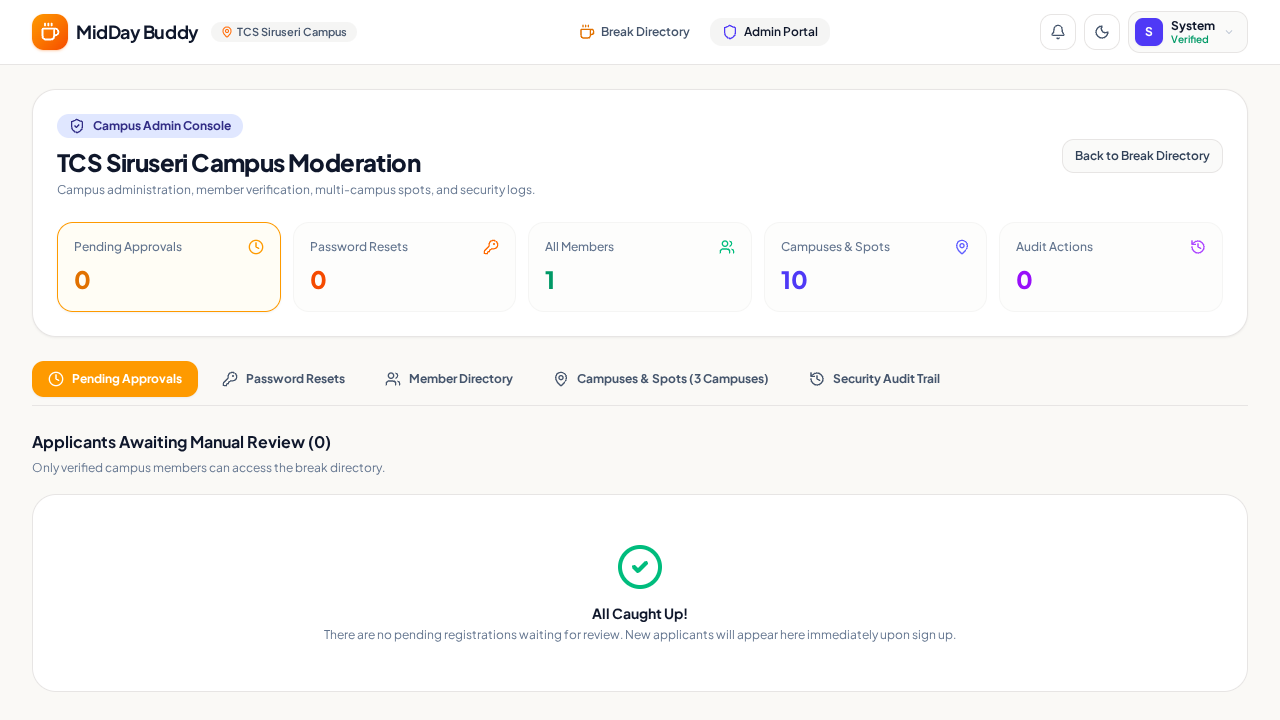 MidDay Buddy
TCS Siruseri Campus
Break Directory
Admin Portal
S
System
Verified
Campus Admin Console
TCS Siruseri Campus Moderation
Campus administration, member verification, multi-campus spots, and security logs.
Back to Break Directory
Pending Approvals
0
Password Resets
0
All Members
1
Campuses & Spots
10
Audit Actions
0
Pending Approvals
Password Resets
Member Directory
Campuses & Spots (3 Campuses)
Security Audit Trail
Applicants Awaiting Manual Review (0)
Only verified campus members can access the break directory.
All Caught Up!
There are no pending registrations waiting for review. New applicants will appear here immediately upon sign up.